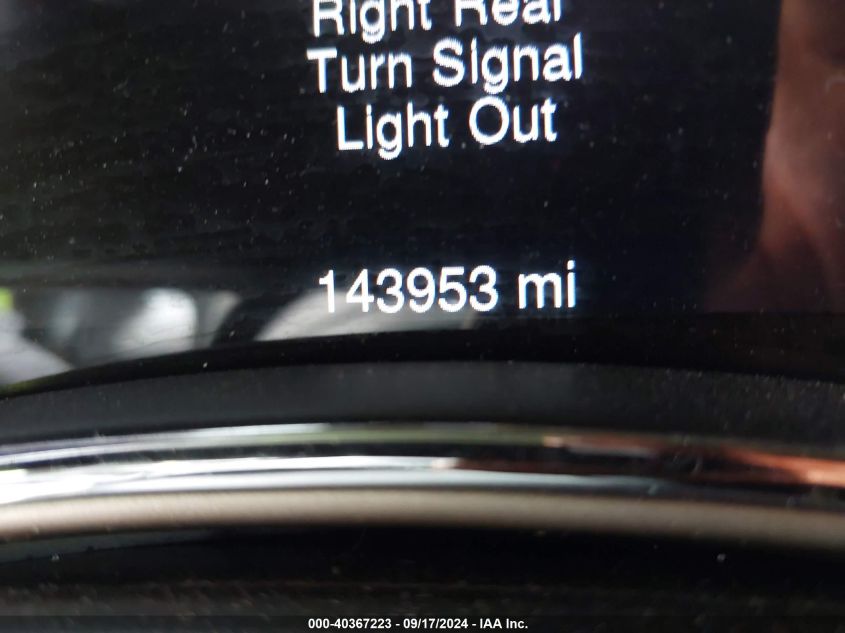 Right Rear
Turn Signal
Light Out
143953 mi
000-40367223 - 09/17/2024 - IAA Inc.